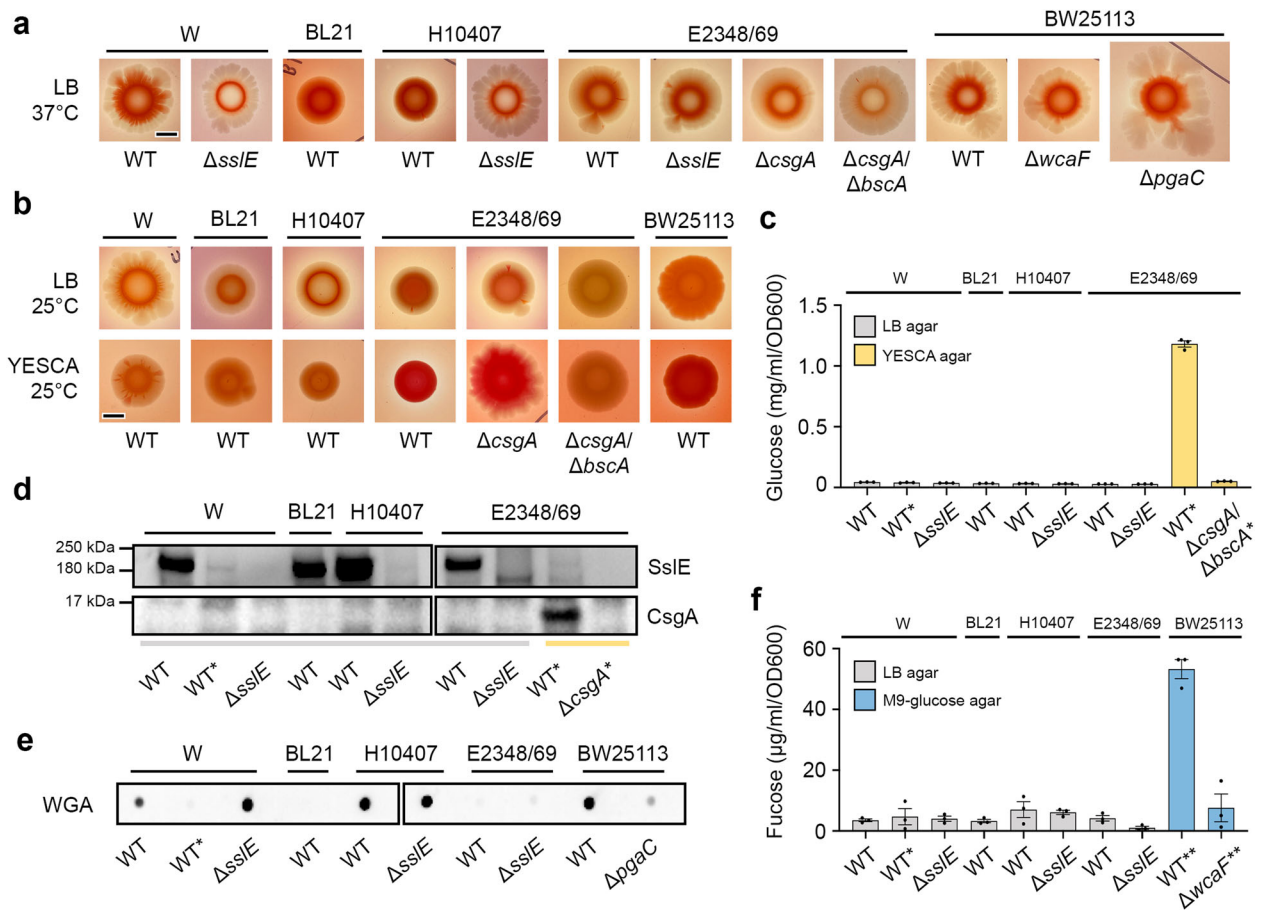 a
W BL21 H10407 E2348/69 BW25113
LB
37°C
WT ΔsslE WT WT ΔsslE WT ΔsslE ΔcsgA ΔcsgA/ΔbscA WT ΔwcaF ΔpgaC
b
W BL21 H10407 E2348/69 BW25113
LB
25°C
YESCA
25°C
WT WT WT WT ΔcsgA ΔcsgA/ΔbscA WT
c
W BL21 H10407 E2348/69
LB agar
YESCA agar
Glucose (mg/ml/OD600)
1.5
1.0
0.5
0
WT WT* ΔsslE WT WT ΔsslE WT ΔsslE WT* ΔcsgA/ΔbscA*
d
W BL21 H10407 E2348/69
250 kDa
180 kDa
SslE
17 kDa
CsgA
WT WT* ΔsslE WT WT ΔsslE WT ΔsslE WT* ΔcsgA*
e
W BL21 H10407 E2348/69 BW25113
WGA
WT WT* ΔsslE WT WT ΔsslE WT ΔsslE WT ΔpgaC
f
W BL21 H10407 E2348/69 BW25113
LB agar
M9-glucose agar
Fucose (μg/ml/OD600)
60
40
20
0
WT WT* ΔsslE WT WT ΔsslE WT ΔsslE WT** ΔwcaF**